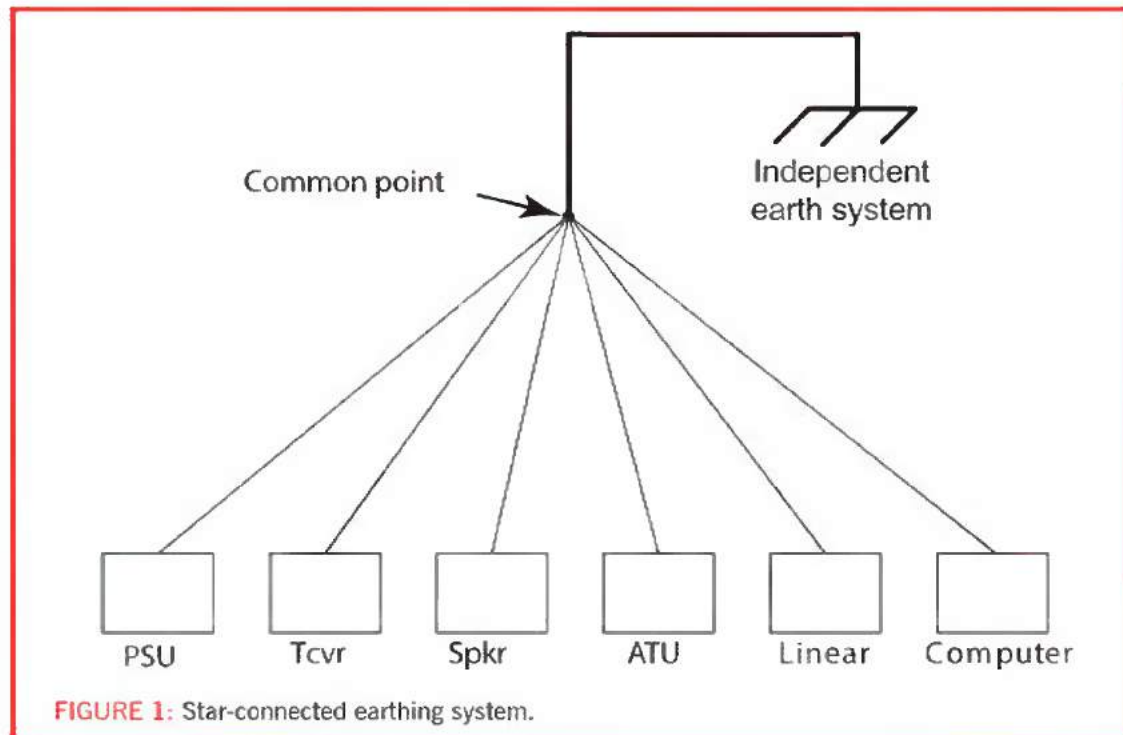 Common point
Independent
earth system
PSU
Tcvr
Spkr
ATU
Linear
Computer
FIGURE 1: Star-connected earthing system.